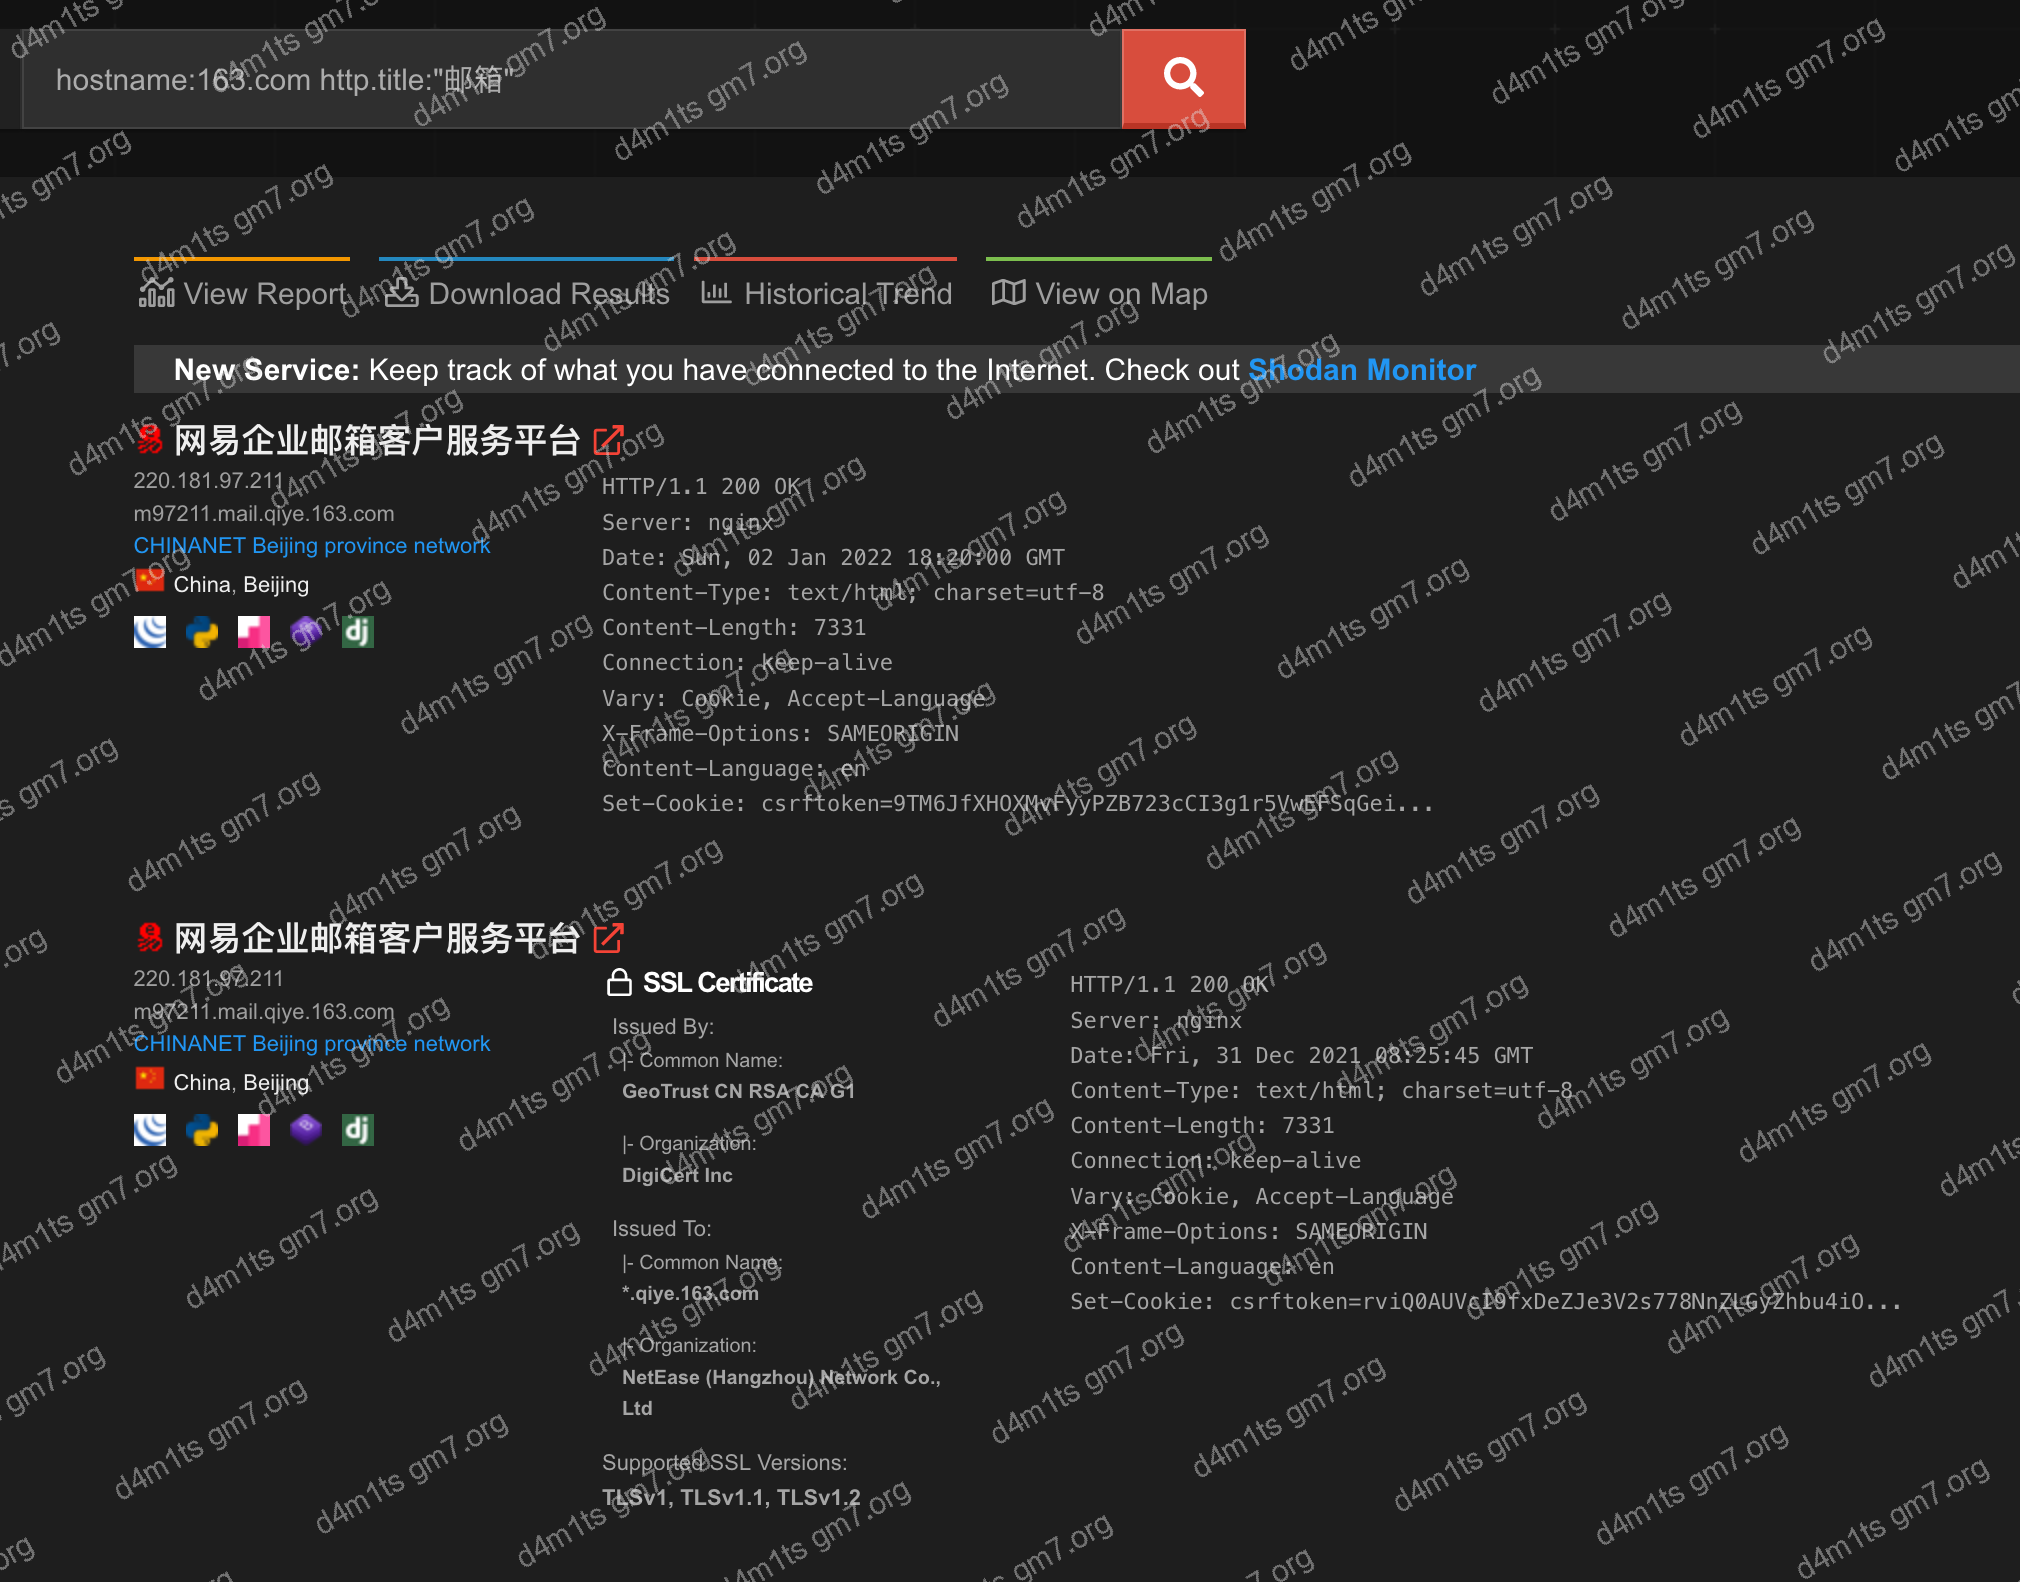 hostname:163.com http.title:"邮箱"
View Report
Download Results
Historical Trend
View on Map
New Service: Keep track of what you have connected to the Internet. Check out Shodan Monitor
网易企业邮箱客户服务平台
220.181.97.211
m97211.mail.qiye.163.com
CHINANET Beijing province network
China, Beijing
HTTP/1.1 200 OK
Server: nginx
Date: Sun, 02 Jan 2022 18:20:00 GMT
Content-Type: text/html; charset=utf-8
Content-Length: 7331
Connection: keep-alive
Vary: Cookie, Accept-Language
X-Frame-Options: SAMEORIGIN
Content-Language: en
Set-Cookie: csrftoken=9TM6JfXHOXMvFyyPZB723cCI3g1r5VwEFSqGei...
网易企业邮箱客户服务平台
220.181.97.211
m97211.mail.qiye.163.com
CHINANET Beijing province network
China, Beijing
SSL Certificate
Issued By:
|- Common Name:
GeoTrust CN RSA CA G1
|- Organization:
DigiCert Inc
Issued To:
|- Common Name:
*.qiye.163.com
|- Organization:
NetEase (Hangzhou) Network Co.,
Ltd
Supported SSL Versions:
TLSv1, TLSv1.1, TLSv1.2
HTTP/1.1 200 OK
Server: nginx
Date: Fri, 31 Dec 2021 08:25:45 GMT
Content-Type: text/html; charset=utf-8
Content-Length: 7331
Connection: keep-alive
Vary: Cookie, Accept-Language
X-Frame-Options: SAMEORIGIN
Content-Language: en
Set-Cookie: csrftoken=rviQ0AUVcI9fxDeZJe3V2s778NnZLGyZhbu4iO...
d4m1ts gm7.org